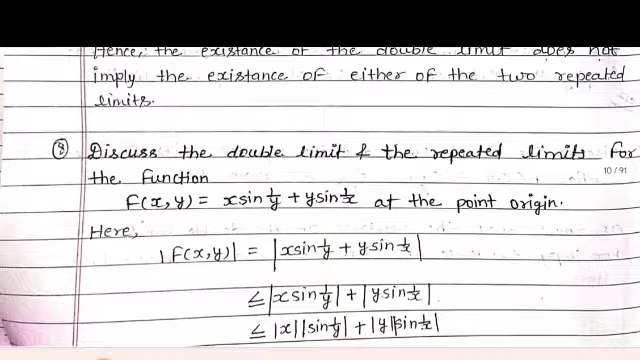 Hence, the existance of the double limit does not
imply the existance of either of the two repeated
limits.
⑧ Discuss the double limit & the repeated limits for
the function
10/91
F(x,y) = x sin 1/y + y sin 1/x at the point origin.
Here,
|F(x,y)| = |x sin 1/y + y sin 1/x|
≤ |x sin 1/y| + |y sin 1/x|
≤ |x| |sin 1/y| + |y| |sin 1/x|